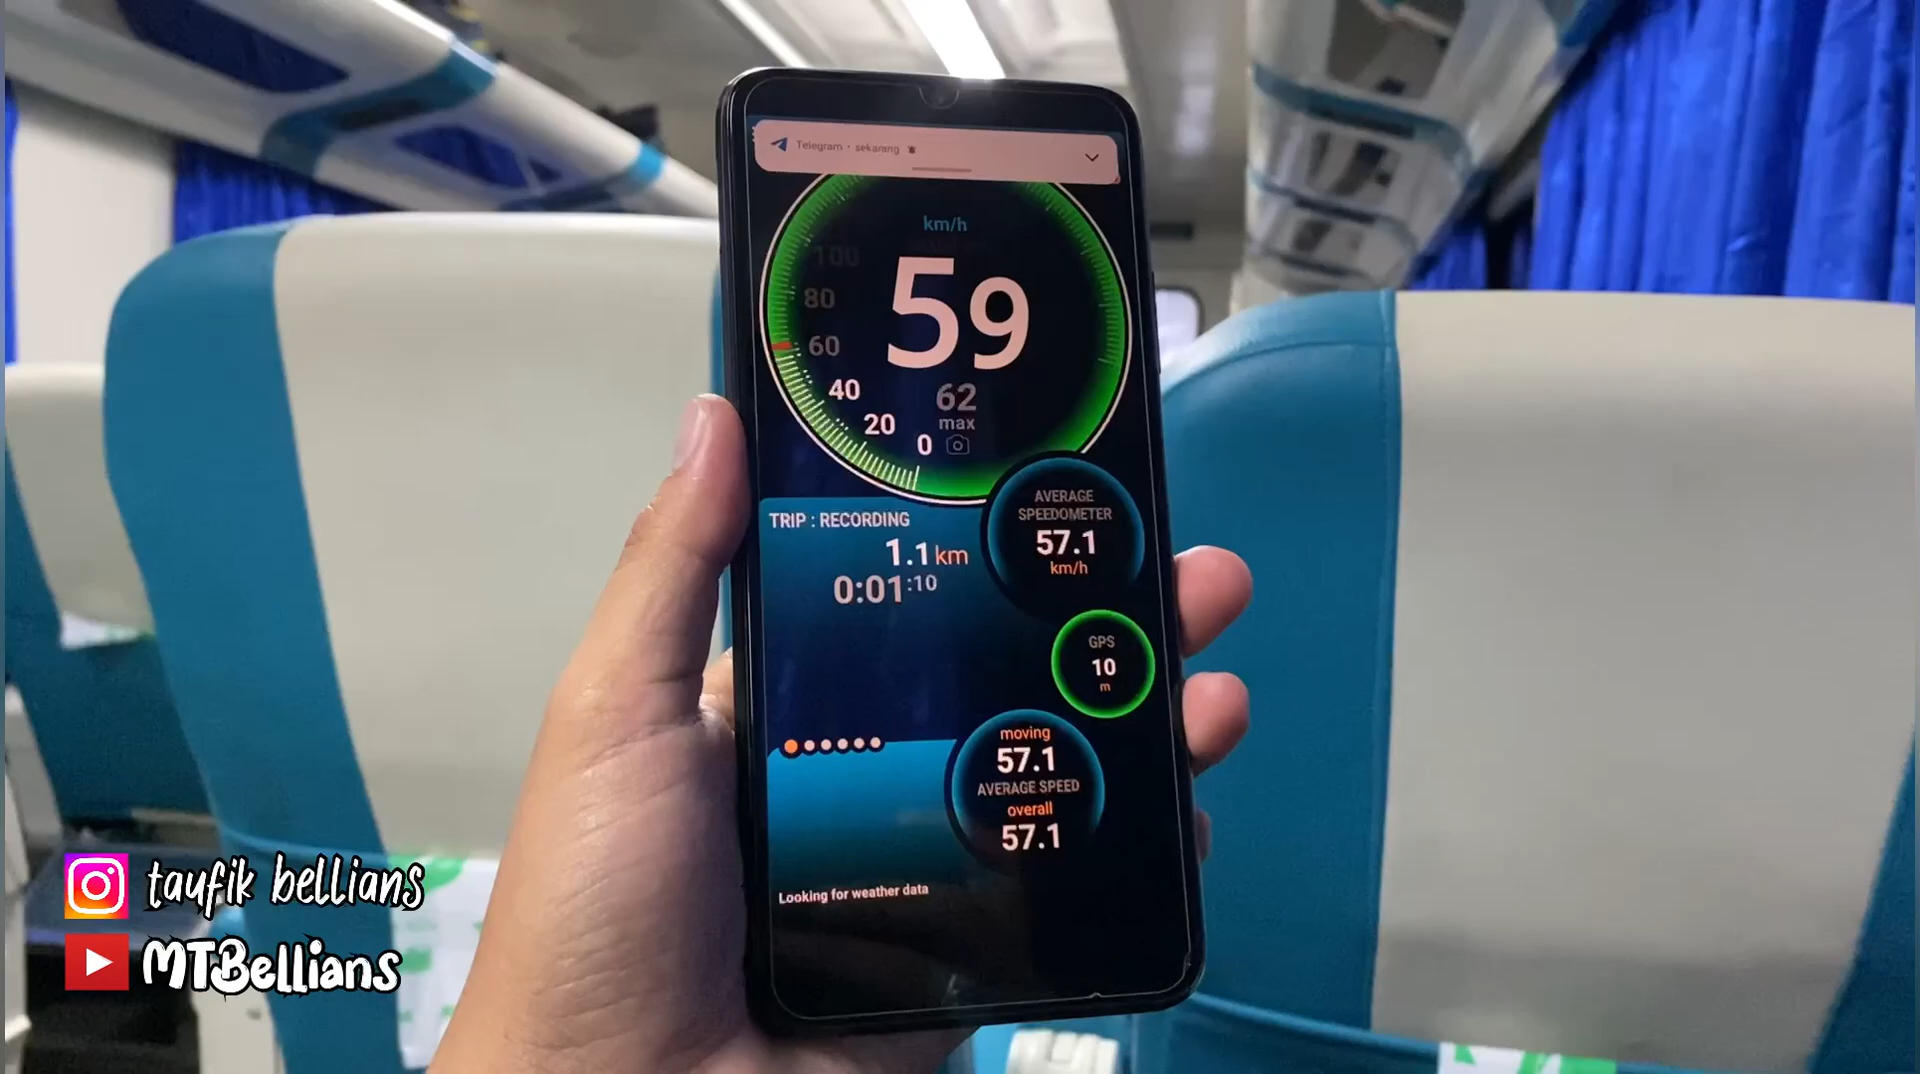 Telegram • sekarang
km/h
100
80
60
40
20
0
59
62
max
TRIP : RECORDING
1.1 km
0:01:10
AVERAGE
SPEEDOMETER
57.1
km/h
GPS
10
m
moving
57.1
AVERAGE SPEED
overall
57.1
Looking for weather data
taufik bellians
MTBellians